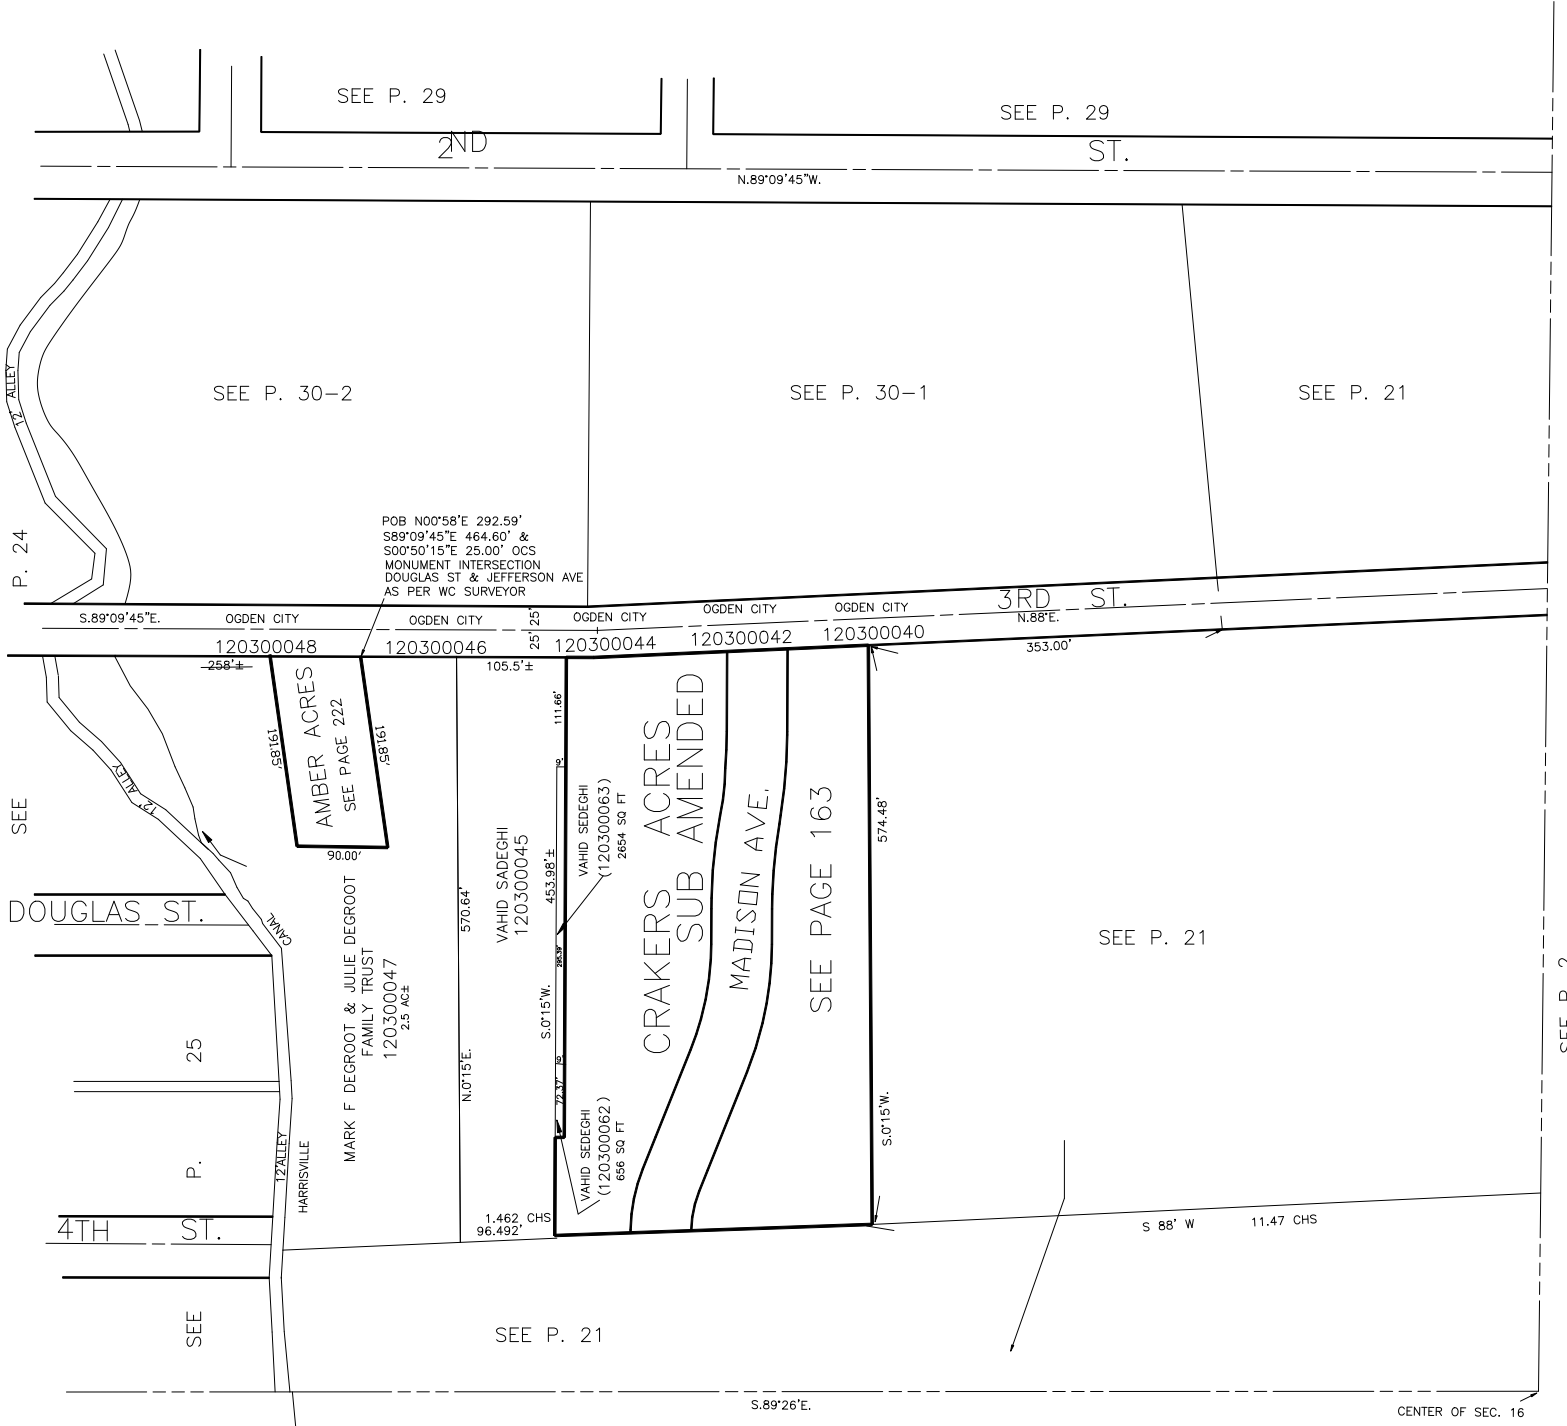 SEE P. 29
SEE P. 29
2ND ST.
N.89°09'45"W.
12' ALLEY
SEE P. 30-2
SEE P. 30-1
SEE P. 21
P. 24
POB N00°58'E 292.59'
S89°09'45"E 464.60' &
S00°50'15"E 25.00' OCS
MONUMENT INTERSECTION
DOUGLAS ST & JEFFERSON AVE
AS PER WC SURVEYOR
3RD ST.
S.89°09'45"E.
OGDEN CITY
OGDEN CITY
25' 25'
OGDEN CITY
OGDEN CITY
OGDEN CITY
N.88°E.
120300048
120300046
120300044
120300042
120300040
258'±
105.5'±
353.00'
191.85'
AMBER ACRES
SEE PAGE 222
191.85'
90.00'
111.66'
9'
12' ALLEY
SEE
VAHID SADEGHI
120300045
570.64'
453.98'±
VAHID SEDEGHI
(120300063)
2654 SQ FT
CRAKERS ACRES
SUB AMENDED
MADISON AVE.
SEE PAGE 163
574.48'
DOUGLAS ST.
CANAL
MARK F DEGROOT & JULIE DEGROOT
FAMILY TRUST
120300047
2.5 AC±
295.39'
S.0°15'W.
9'
72.37'
N.0°15'E.
SEE P. 21
SEE P. 2
25
P.
12'ALLEY
HARRISVILLE
VAHID SEDEGHI
(120300062)
656 SQ FT
S.0°15'W.
4TH ST.
1.462 CHS
96.492'
S 88' W 11.47 CHS
SEE
SEE P. 21
S.89°26'E.
CENTER OF SEC. 16